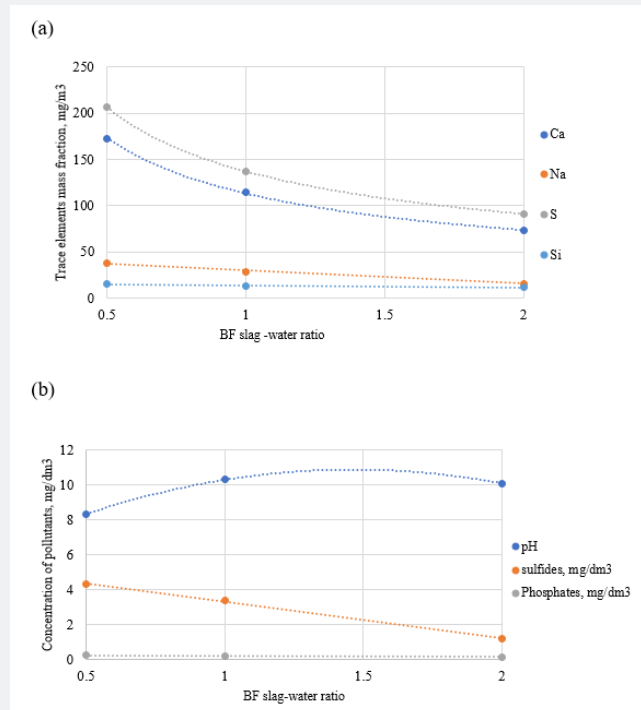 (a)
250
200
150
100
50
0
0.5
1
1.5
2
Trace elements mass fraction, mg/m3
BF slag -water ratio
Ca
Na
S
Si
(b)
12
10
8
6
4
2
0
0.5
1
1.5
2
Concentration of pollutants, mg/dm3
BF slag-water ratio
pH
sulfides, mg/dm3
Phosphates, mg/dm3